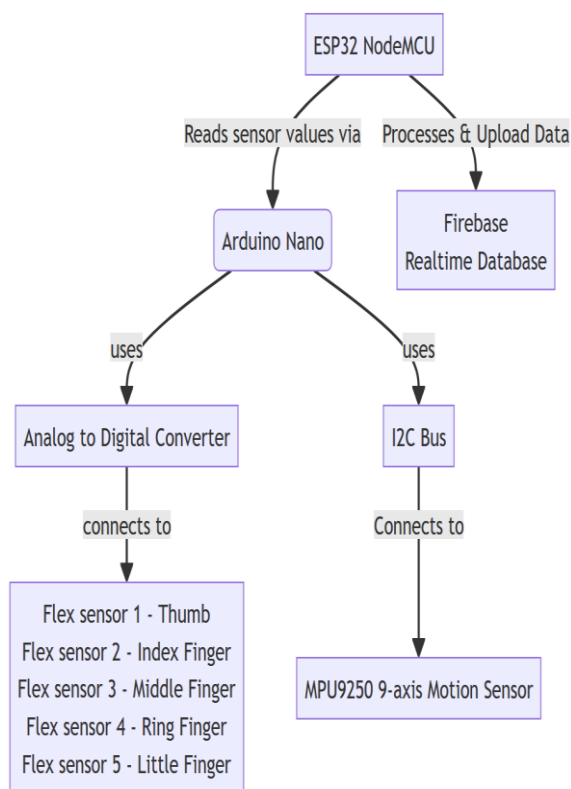 ESP32 NodeMCU
Reads sensor values via
Processes & Upload Data
Arduino Nano
Firebase
Realtime Database
uses
uses
Analog to Digital Converter
I2C Bus
connects to
Connects to
Flex sensor 1 - Thumb
Flex sensor 2 - Index Finger
Flex sensor 3 - Middle Finger
Flex sensor 4 - Ring Finger
Flex sensor 5 - Little Finger
MPU9250 9-axis Motion Sensor